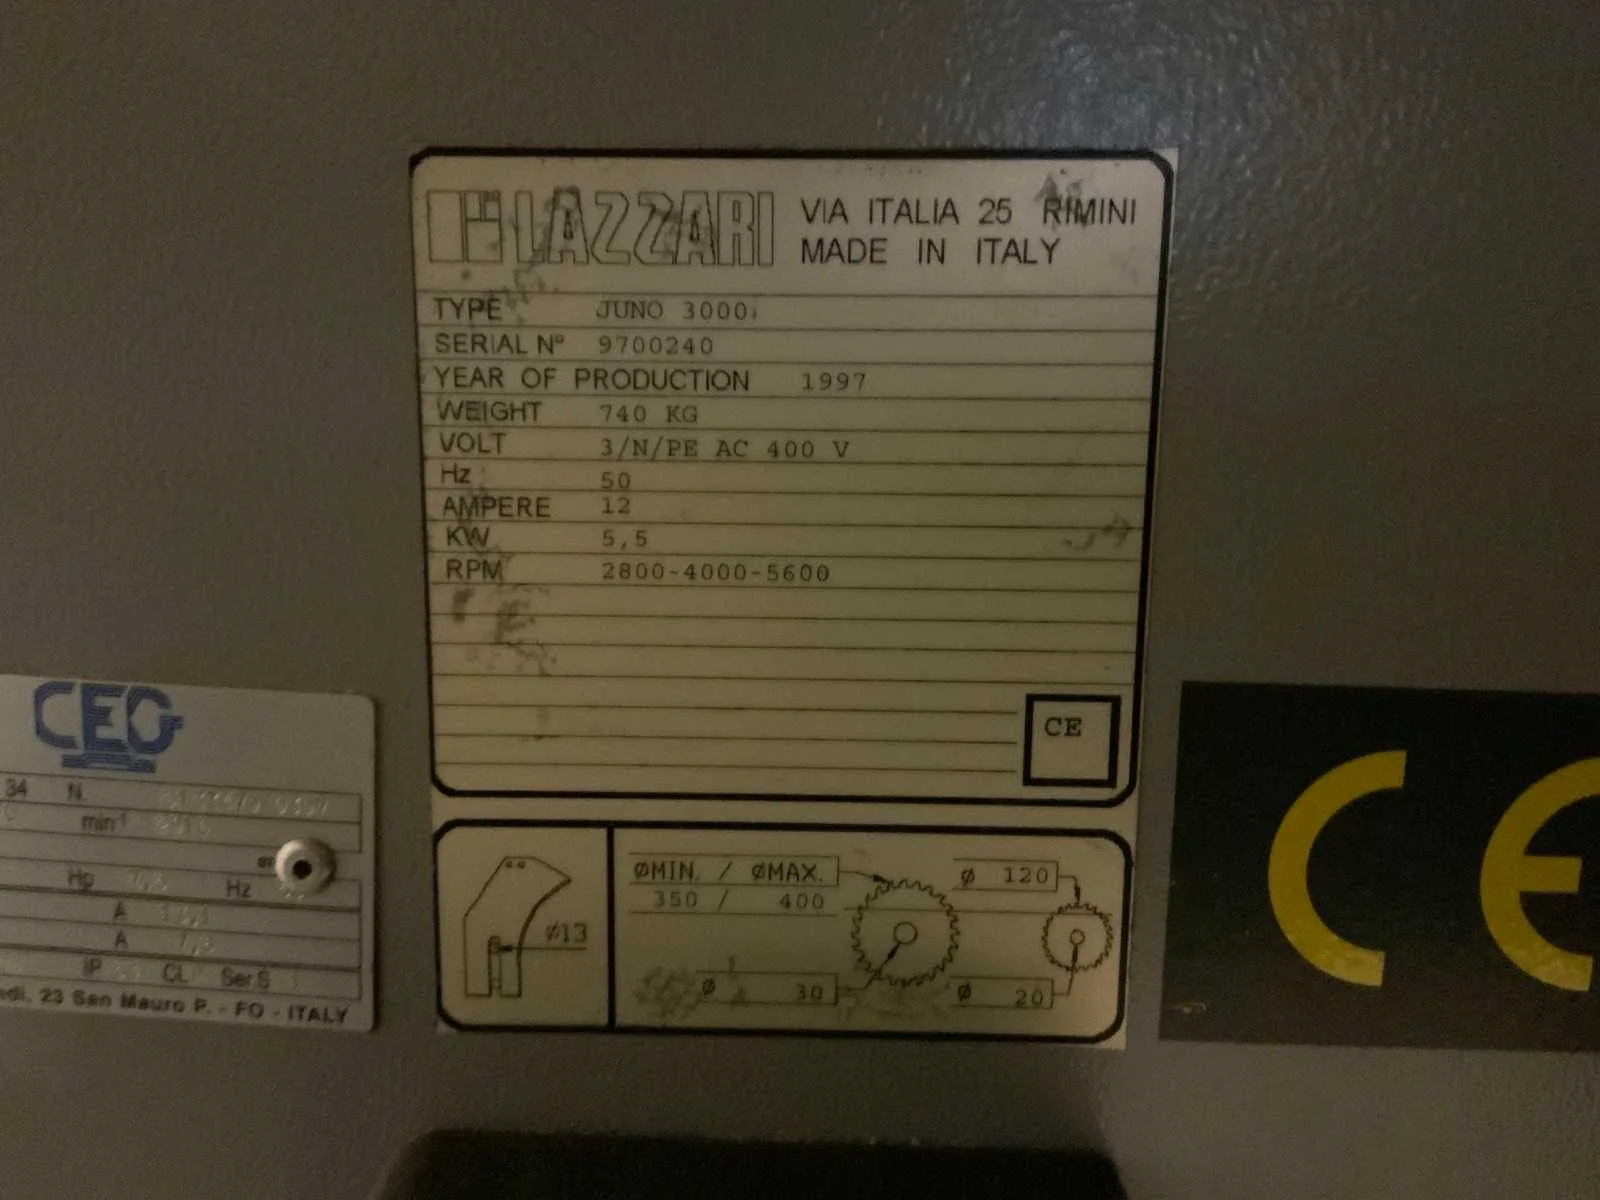 LAZZARI
VIA ITALIA 25 RIMINI
MADE IN ITALY
TYPE JUNO 3000
SERIAL Nº 9700240
YEAR OF PRODUCTION 1997
WEIGHT 740 KG
VOLT 3/N/PE AC 400 V
Hz 50
AMPERE 12
KW 5,5
RPM 2800-4000-5600
CE
ø13
øMIN. / øMAX.
350 / 400
ø 120
ø 30
ø 20
CEG
34 N.
min-1
Hp Hz
A
A
IP CL Ser S
23 San Mauro P. - FO - ITALY
CE